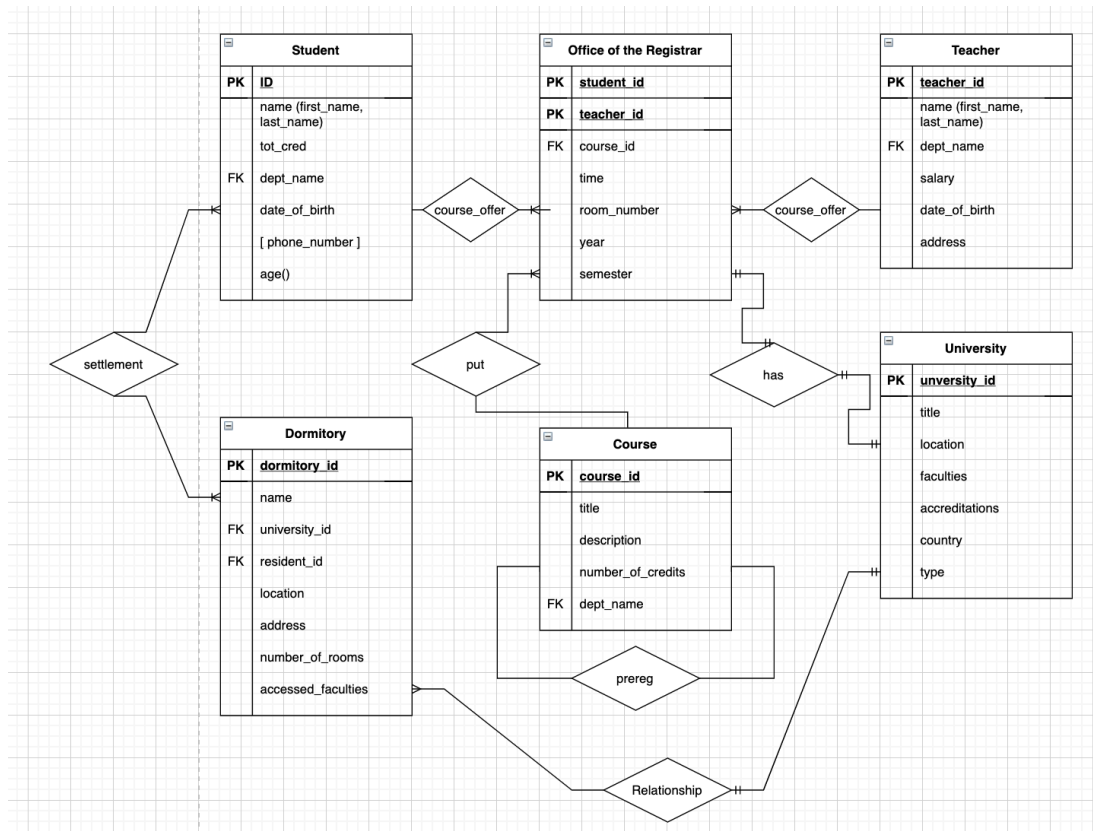 Student
PK ID
name (first_name,
last_name)
tot_cred
FK dept_name
date_of_birth
[ phone_number ]
age()
Office of the Registrar
PK student_id
PK teacher_id
FK course_id
time
room_number
year
semester
Teacher
PK teacher_id
name (first_name,
last_name)
FK dept_name
salary
date_of_birth
address
course_offer
course_offer
settlement
put
has
University
PK unversity_id
title
location
faculties
accreditations
country
type
Dormitory
PK dormitory_id
name
FK university_id
FK resident_id
location
address
number_of_rooms
accessed_faculties
Course
PK course_id
title
description
number_of_credits
FK dept_name
prereg
Relationship